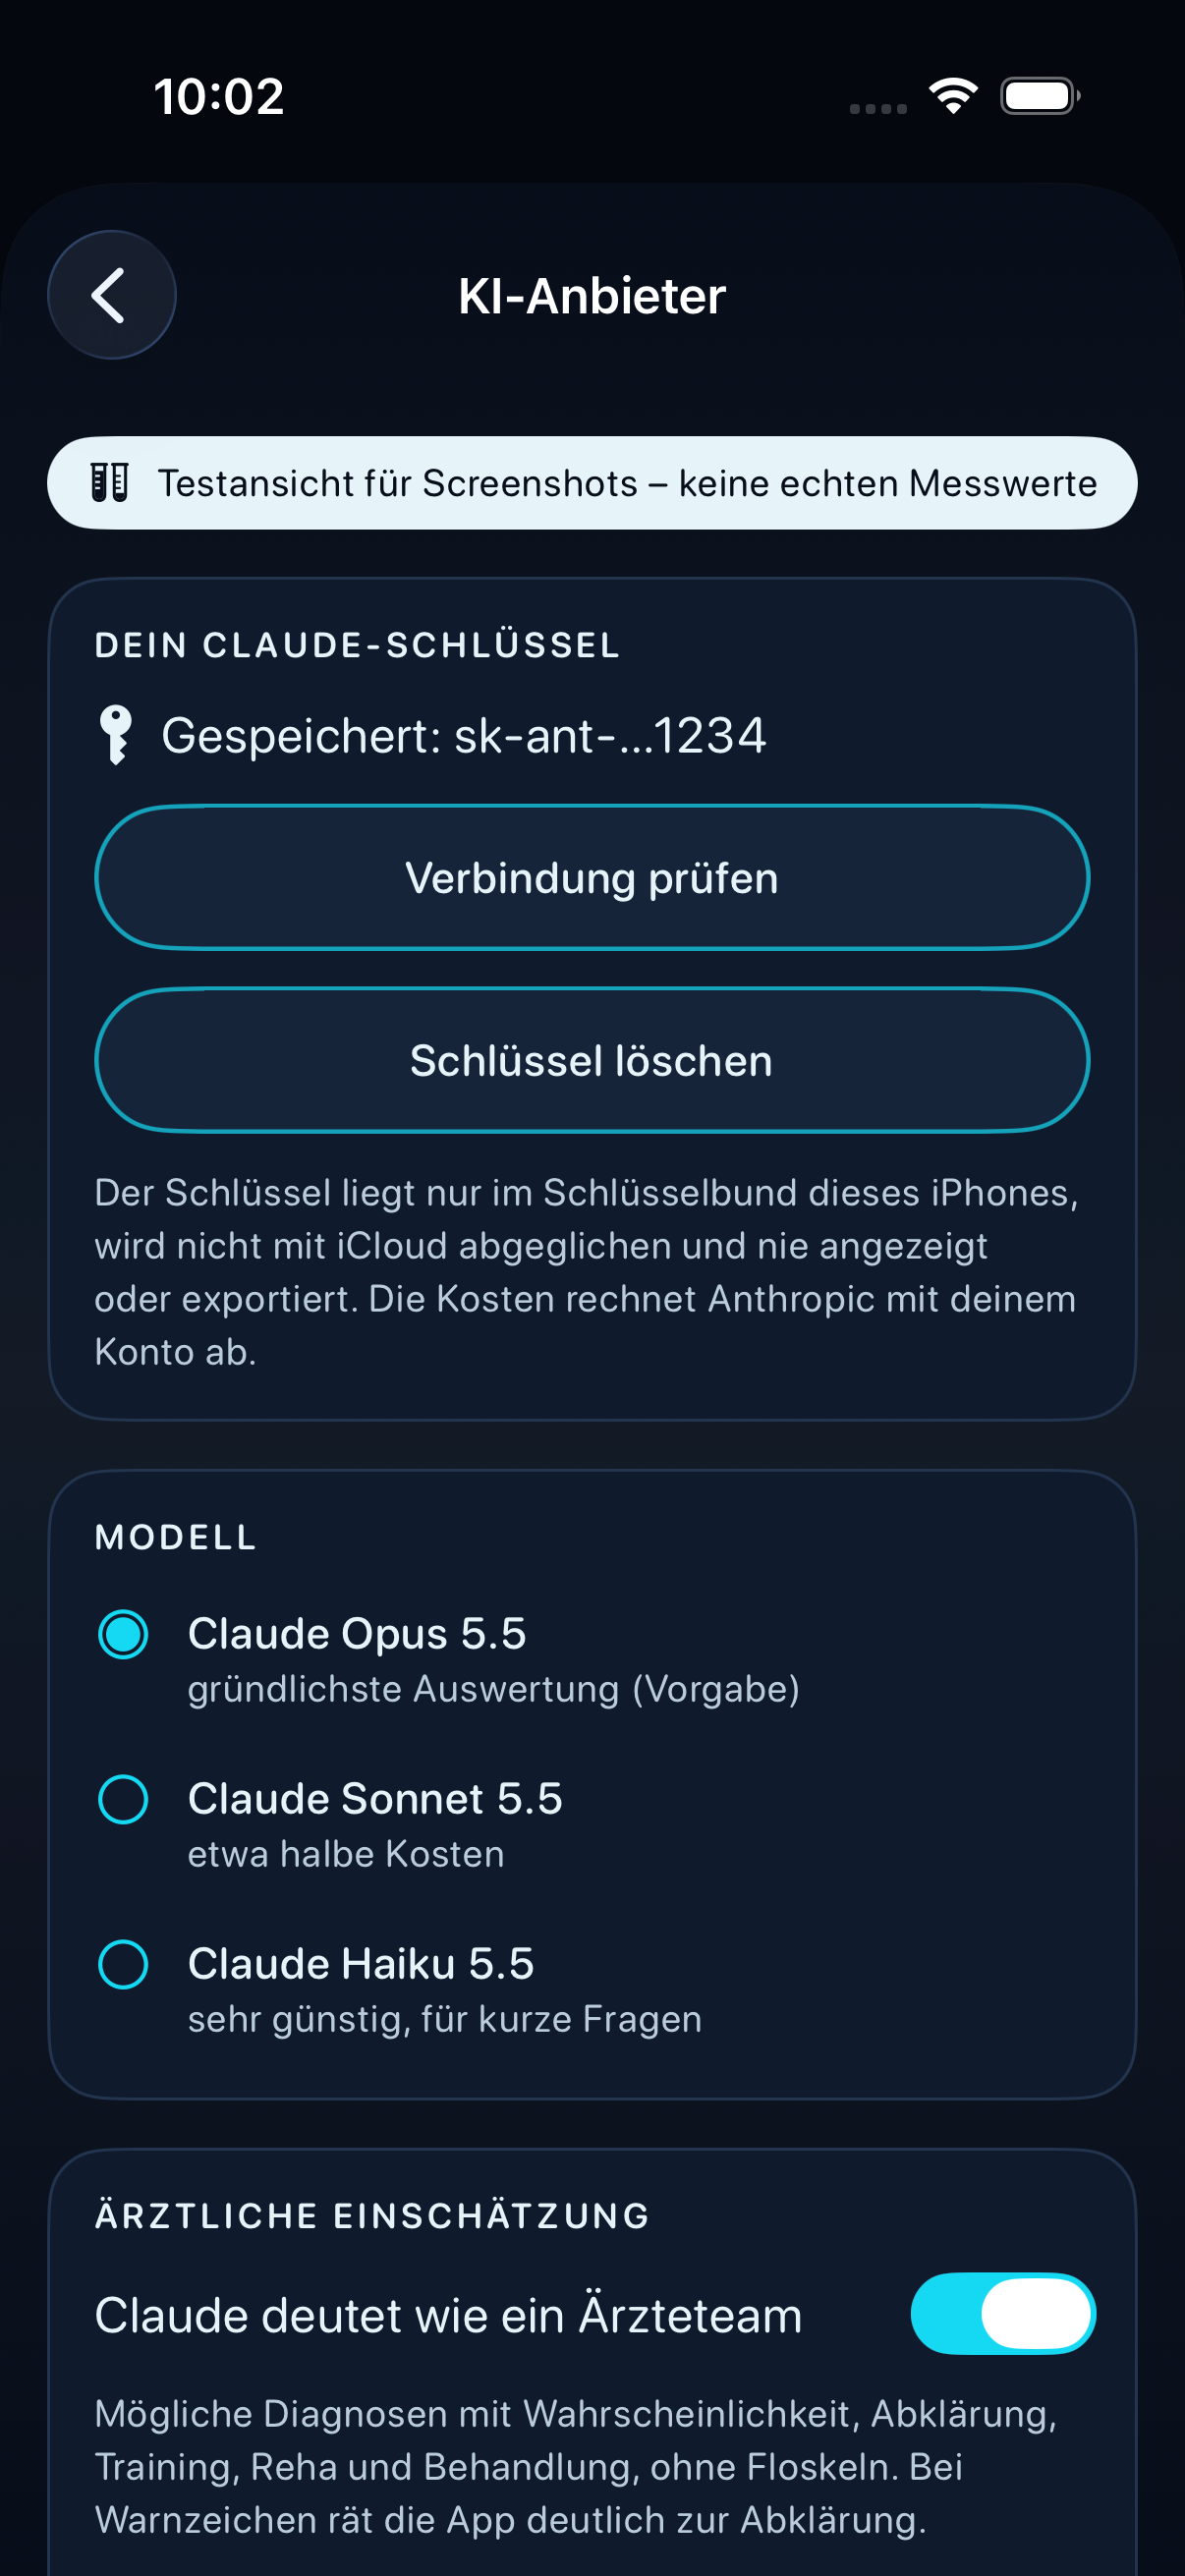 10:02
KI-Anbieter
Testansicht für Screenshots – keine echten Messwerte
DEIN CLAUDE-SCHLÜSSEL
Gespeichert: sk-ant-...1234
Verbindung prüfen
Schlüssel löschen
Der Schlüssel liegt nur im Schlüsselbund dieses iPhones,
wird nicht mit iCloud abgeglichen und nie angezeigt
oder exportiert. Die Kosten rechnet Anthropic mit deinem
Konto ab.
MODELL
Claude Opus 5.5
gründlichste Auswertung (Vorgabe)
Claude Sonnet 5.5
etwa halbe Kosten
Claude Haiku 5.5
sehr günstig, für kurze Fragen
ÄRZTLICHE EINSCHÄTZUNG
Claude deutet wie ein Ärzteteam
Mögliche Diagnosen mit Wahrscheinlichkeit, Abklärung,
Training, Reha und Behandlung, ohne Floskeln. Bei
Warnzeichen rät die App deutlich zur Abklärung.